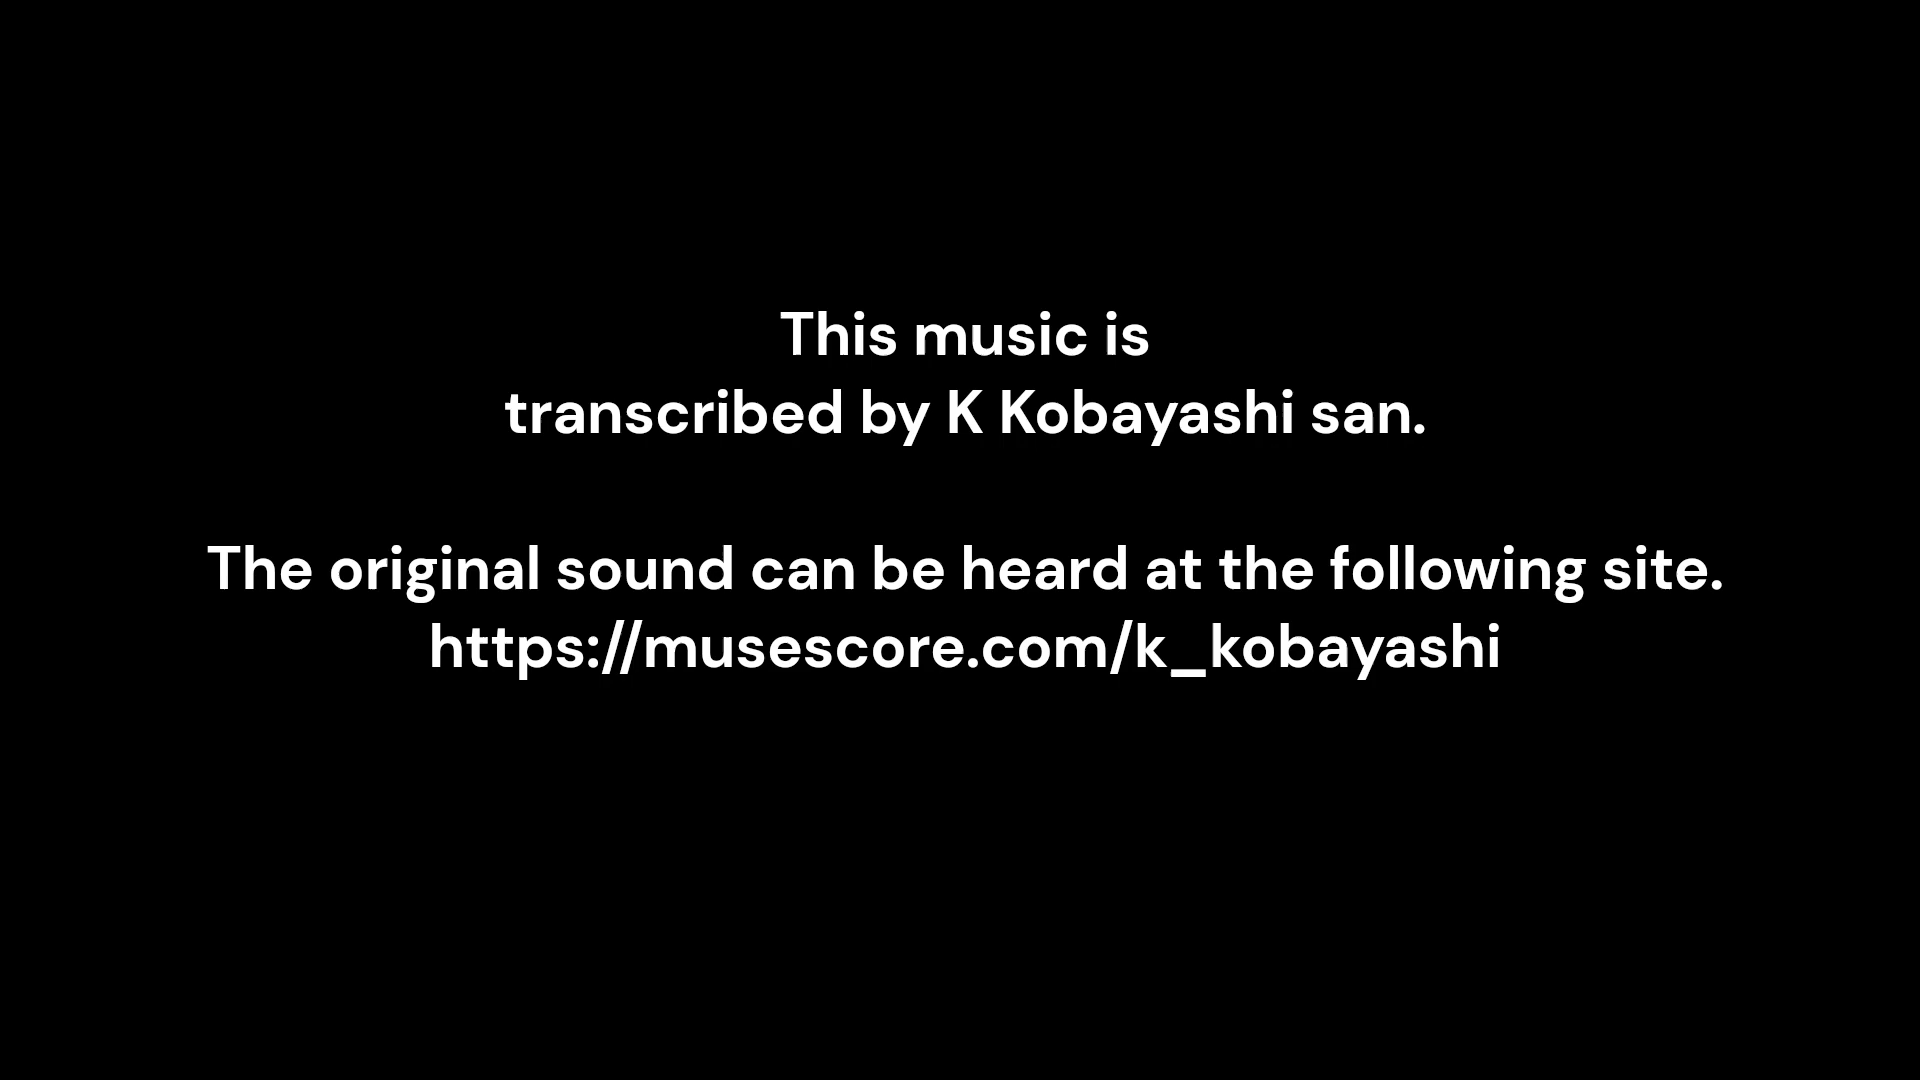 This music is
transcribed by K Kobayashi san.
The original sound can be heard at the following site.
https://musescore.com/k_kobayashi